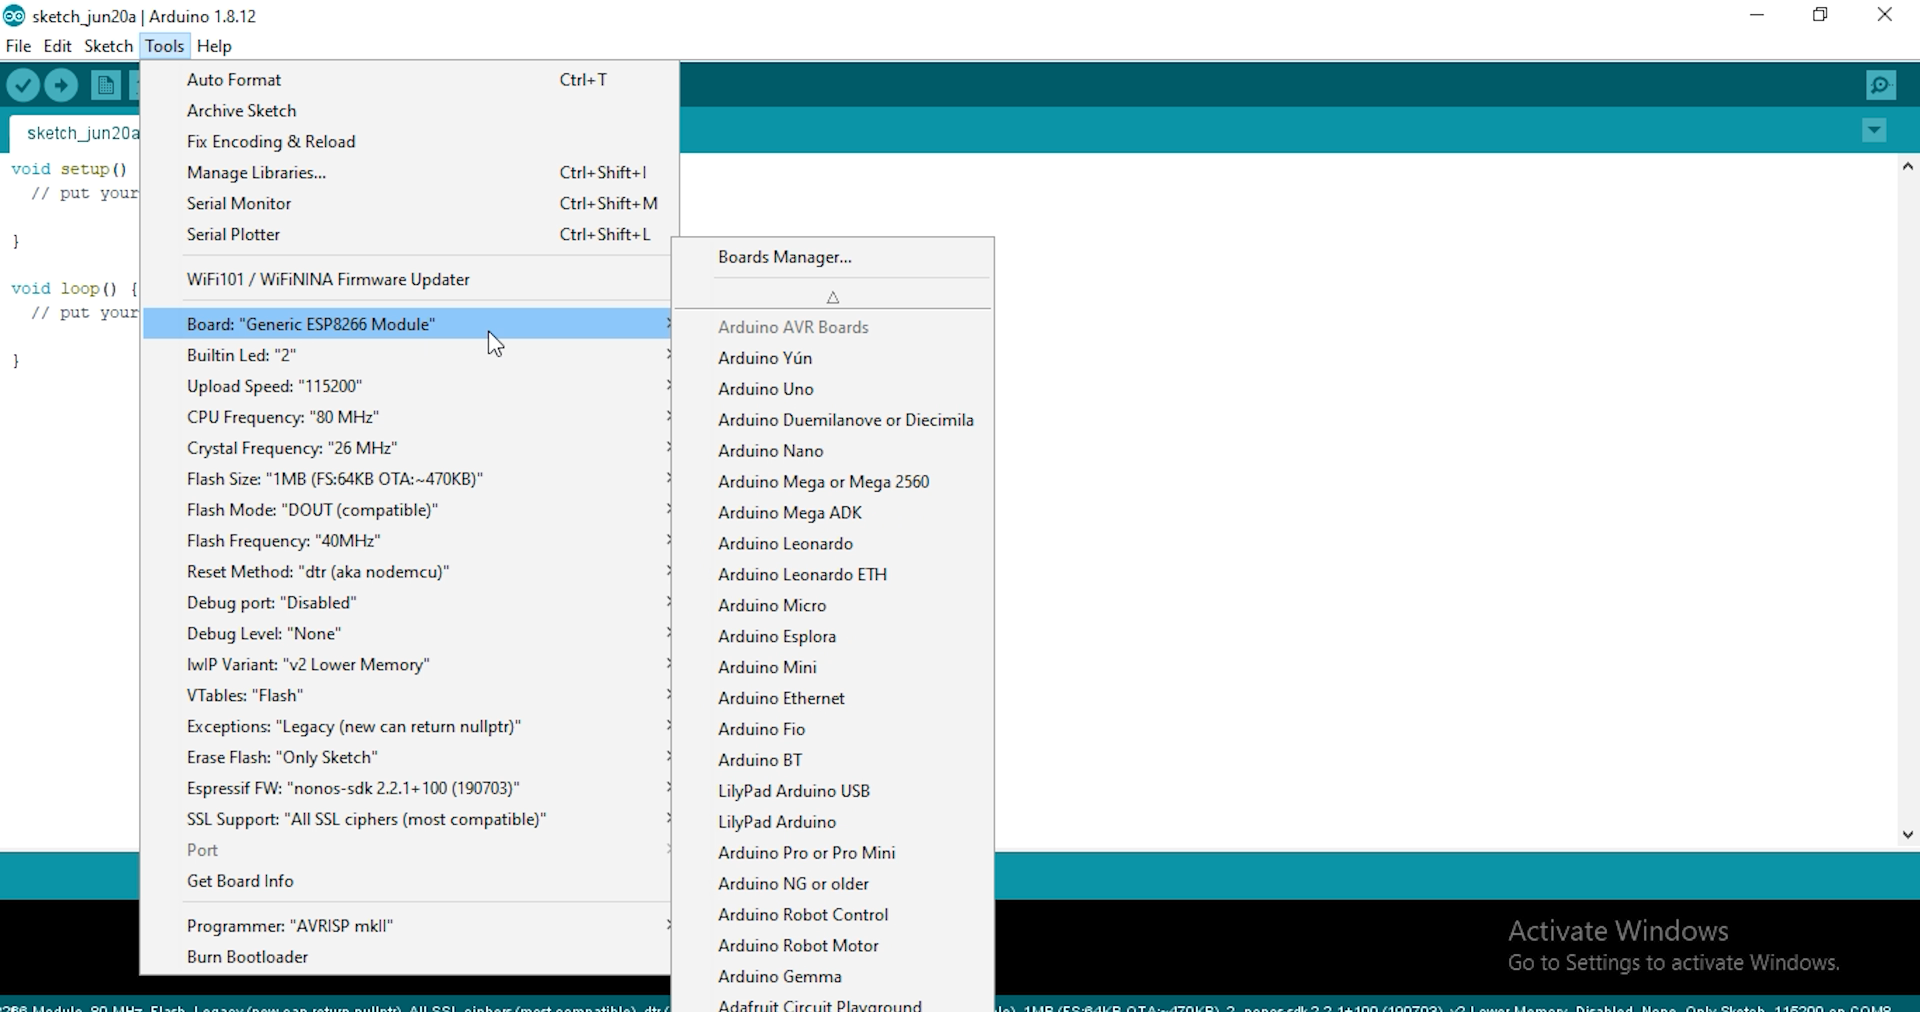 sketch_jun20a | Arduino 1.8.12
File Edit Sketch Tools Help
sketch_jun20a
void setup()
// put your
}
void loop() {
// put your
}
Auto Format Ctrl+T
Archive Sketch
Fix Encoding & Reload
Manage Libraries... Ctrl+Shift+I
Serial Monitor Ctrl+Shift+M
Serial Plotter Ctrl+Shift+L
WiFi101 / WiFiNINA Firmware Updater
Board: "Generic ESP8266 Module"
Builtin Led: "2"
Upload Speed: "115200"
CPU Frequency: "80 MHz"
Crystal Frequency: "26 MHz"
Flash Size: "1MB (FS:64KB OTA:~470KB)"
Flash Mode: "DOUT (compatible)"
Flash Frequency: "40MHz"
Reset Method: "dtr (aka nodemcu)"
Debug port: "Disabled"
Debug Level: "None"
lwIP Variant: "v2 Lower Memory"
VTables: "Flash"
Exceptions: "Legacy (new can return nullptr)"
Erase Flash: "Only Sketch"
Espressif FW: "nonos-sdk 2.2.1+100 (190703)"
SSL Support: "All SSL ciphers (most compatible)"
Port
Get Board Info
Programmer: "AVRISP mkII"
Burn Bootloader
Boards Manager...
Arduino AVR Boards
Arduino Yún
Arduino Uno
Arduino Duemilanove or Diecimila
Arduino Nano
Arduino Mega or Mega 2560
Arduino Mega ADK
Arduino Leonardo
Arduino Leonardo ETH
Arduino Micro
Arduino Esplora
Arduino Mini
Arduino Ethernet
Arduino Fio
Arduino BT
LilyPad Arduino USB
LilyPad Arduino
Arduino Pro or Pro Mini
Arduino NG or older
Arduino Robot Control
Arduino Robot Motor
Arduino Gemma
Adafruit Circuit Playground
Activate Windows
Go to Settings to activate Windows.